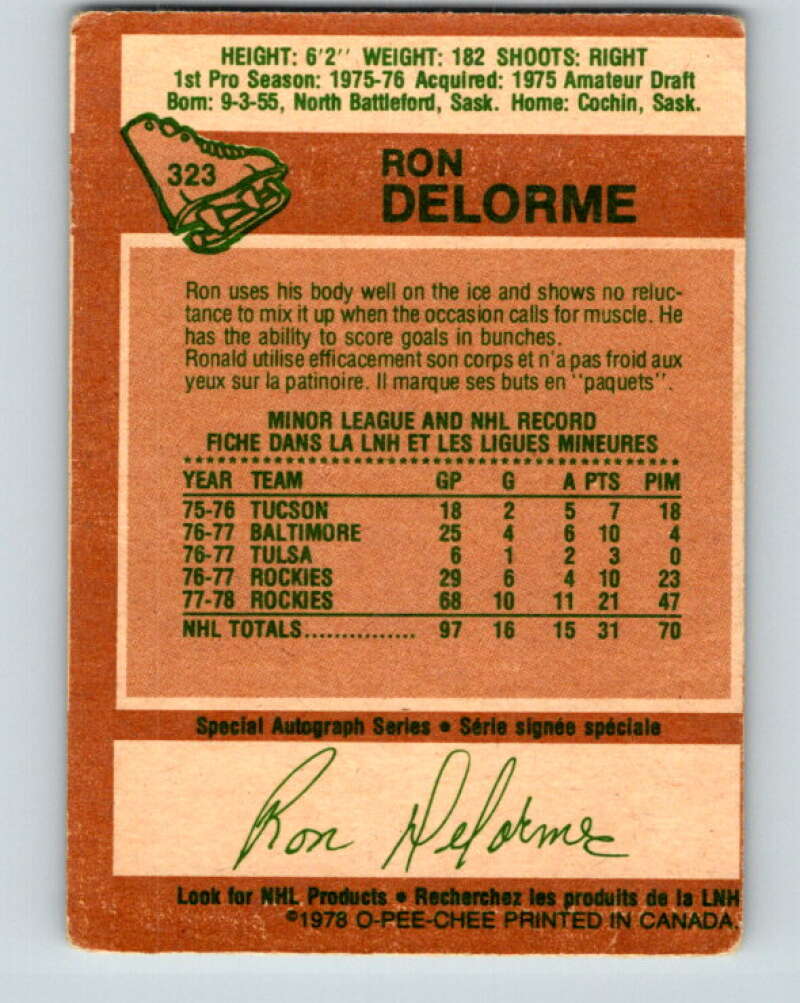 HEIGHT: 6'2'' WEIGHT: 182 SHOOTS: RIGHT
1st Pro Season: 1975-76 Acquired: 1975 Amateur Draft
Born: 9-3-55, North Battleford, Sask. Home: Cochin, Sask.
323
RON
DELORME
Ron uses his body well on the ice and shows no reluc-
tance to mix it up when the occasion calls for muscle. He
has the ability to score goals in bunches.
Ronald utilise efficacement son corps et n'a pas froid aux
yeux sur la patinoire. Il marque ses buts en ''paquets''.
MINOR LEAGUE AND NHL RECORD
FICHE DANS LA LNH ET LES LIGUES MINEURES
YEAR TEAM GP G A PTS PIM
75-76 TUCSON 18 2 5 7 18
76-77 BALTIMORE 25 4 6 10 4
76-77 TULSA 6 1 2 3 0
76-77 ROCKIES 29 6 4 10 23
77-78 ROCKIES 68 10 11 21 47
NHL TOTALS............... 97 16 15 31 70
Special Autograph Series • Série signée spéciale
Ron Delorme
Look for NHL Products • Recherchez les produits de la LNH
©1978 O-PEE-CHEE PRINTED IN CANADA.